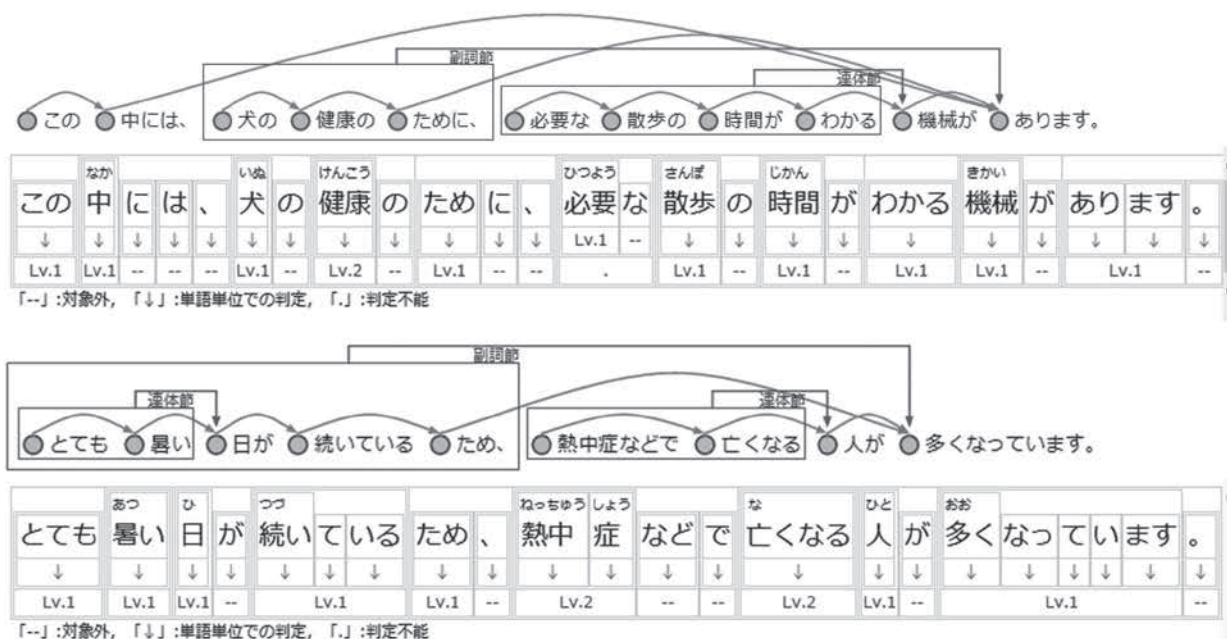 副詞節
連体節
この 中には、 犬の 健康の ために、 必要な 散歩の 時間が わかる 機械が あります。
なか いぬ けんこう ひつよう さんぽ じかん きかい
この 中 に は 、 犬 の 健康 の ため に 、 必要 な 散歩 の 時間 が わかる 機械 が あり ます 。
↓ ↓ ↓ ↓ ↓ ↓ ↓ ↓ ↓ ↓ ↓ ↓ Lv.1 -- ↓ ↓ ↓ ↓ ↓ ↓ ↓ ↓ ↓ ↓
Lv.1 Lv.1 -- -- -- Lv.1 -- Lv.2 -- Lv.1 -- -- . Lv.1 -- Lv.1 -- Lv.1 Lv.1 -- Lv.1 --
「--」:対象外, 「↓」:単語単位での判定, 「.」:判定不能
副詞節
連体節 連体節
とても 暑い 日が 続いている ため、 熱中症などで 亡くなる 人が 多くなっています。
あつ ひ つづ ねっちゅう しょう な ひと おお
とても 暑い 日 が 続い て いる ため 、 熱中 症 など で 亡くなる 人 が 多く なっ て い ます 。
↓ ↓ ↓ ↓ ↓ ↓ ↓ ↓ ↓ ↓ ↓ ↓ ↓ ↓ ↓ ↓ ↓ ↓ ↓ ↓ ↓ ↓
Lv.1 Lv.1 Lv.1 -- Lv.1 Lv.1 -- Lv.2 -- -- Lv.2 Lv.1 -- Lv.1 --
「--」:対象外, 「↓」:単語単位での判定, 「.」:判定不能